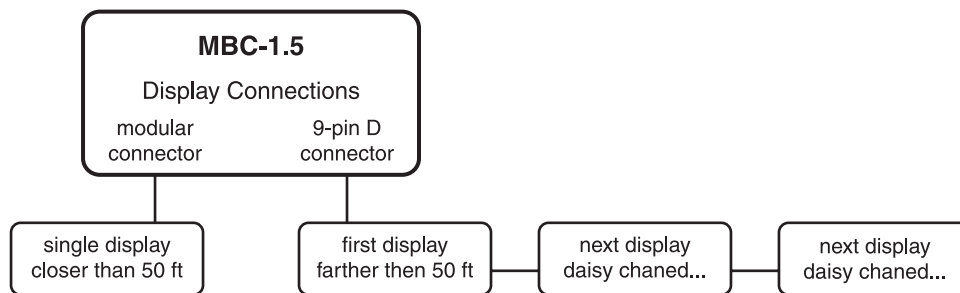 MBC-1.5
Display Connections
modular
connector
9-pin D
connector
single display
closer than 50 ft
first display
farther then 50 ft
next display
daisy chaned...
next display
daisy chaned...